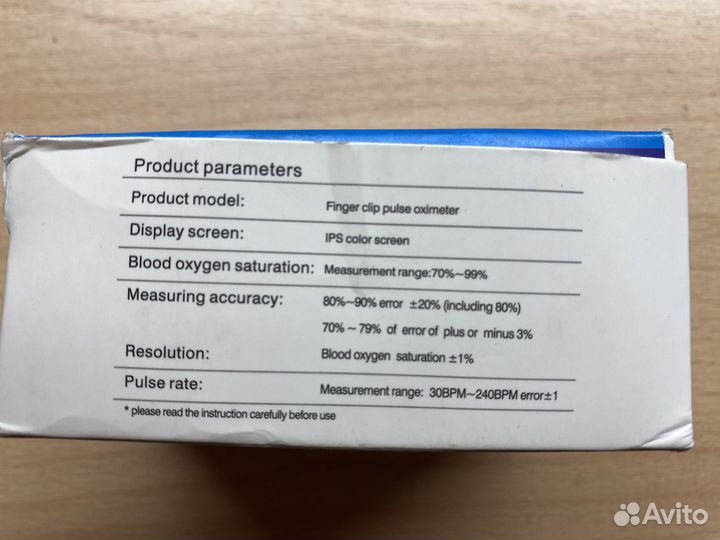 Product parameters
Product model: Finger clip pulse oximeter
Display screen: IPS color screen
Blood oxygen saturation: Measurement range:70%~99%
Measuring accuracy: 80%~90% error ±20% (including 80%)
70% ~ 79% of error of plus or minus 3%
Resolution: Blood oxygen saturation ±1%
Pulse rate: Measurement range: 30BPM~240BPM error±1
* please read the instruction carefully before use
Avito